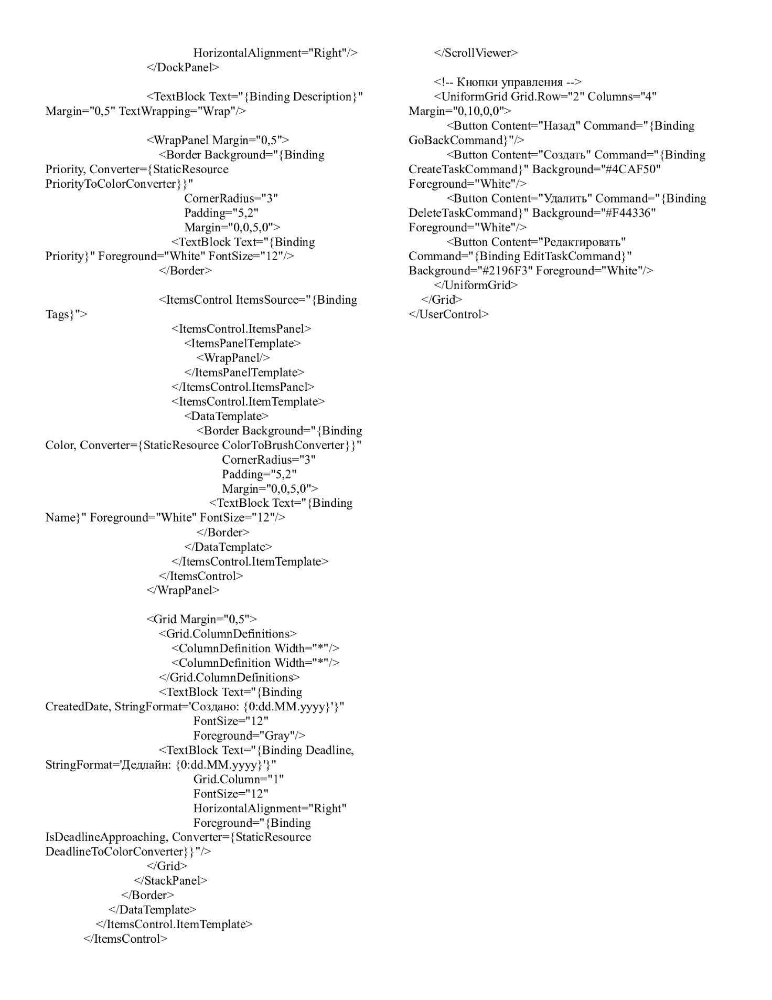 HorizontalAlignment="Right"/>
</DockPanel>
<TextBlock Text="{Binding Description}"
Margin="0,5" TextWrapping="Wrap"/>
<WrapPanel Margin="0,5">
<Border Background="{Binding
Priority, Converter={StaticResource
PriorityToColorConverter}}"
CornerRadius="3"
Padding="5,2"
Margin="0,0,5,0">
<TextBlock Text="{Binding
Priority}" Foreground="White" FontSize="12"/>
</Border>
<ItemsControl ItemsSource="{Binding
Tags}">
<ItemsControl.ItemsPanel>
<ItemsPanelTemplate>
<WrapPanel/>
</ItemsPanelTemplate>
</ItemsControl.ItemsPanel>
<ItemsControl.ItemTemplate>
<DataTemplate>
<Border Background="{Binding
Color, Converter={StaticResource ColorToBrushConverter}}"
CornerRadius="3"
Padding="5,2"
Margin="0,0,5,0">
<TextBlock Text="{Binding
Name}" Foreground="White" FontSize="12"/>
</Border>
</DataTemplate>
</ItemsControl.ItemTemplate>
</ItemsControl>
</WrapPanel>
<Grid Margin="0,5">
<Grid.ColumnDefinitions>
<ColumnDefinition Width="*"/>
<ColumnDefinition Width="*"/>
</Grid.ColumnDefinitions>
<TextBlock Text="{Binding
CreatedDate, StringFormat='Создано: {0:dd.MM.yyyy}'}"
FontSize="12"
Foreground="Gray"/>
<TextBlock Text="{Binding Deadline,
StringFormat='Дедлайн: {0:dd.MM.yyyy}'}"
Grid.Column="1"
FontSize="12"
HorizontalAlignment="Right"
Foreground="{Binding
IsDeadlineApproaching, Converter={StaticResource
DeadlineToColorConverter}}"/>
</Grid>
</StackPanel>
</Border>
</DataTemplate>
</ItemsControl.ItemTemplate>
</ItemsControl>
</ScrollViewer>
<!-- Кнопки управления -->
<UniformGrid Grid.Row="2" Columns="4"
Margin="0,10,0,0">
<Button Content="Назад" Command="{Binding
GoBackCommand}"/>
<Button Content="Создать" Command="{Binding
CreateTaskCommand}" Background="#4CAF50"
Foreground="White"/>
<Button Content="Удалить" Command="{Binding
DeleteTaskCommand}" Background="#F44336"
Foreground="White"/>
<Button Content="Редактировать"
Command="{Binding EditTaskCommand}"
Background="#2196F3" Foreground="White"/>
</UniformGrid>
</Grid>
</UserControl>